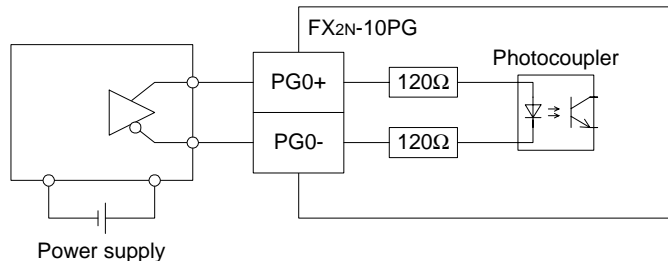 FX2N-10PG
Photocoupler
PG0+
120Ω
PG0-
120Ω
Power supply